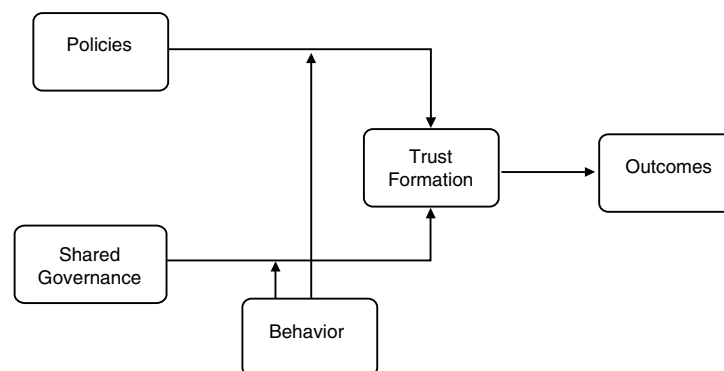 Policies
Trust
Formation
Outcomes
Shared
Governance
Behavior